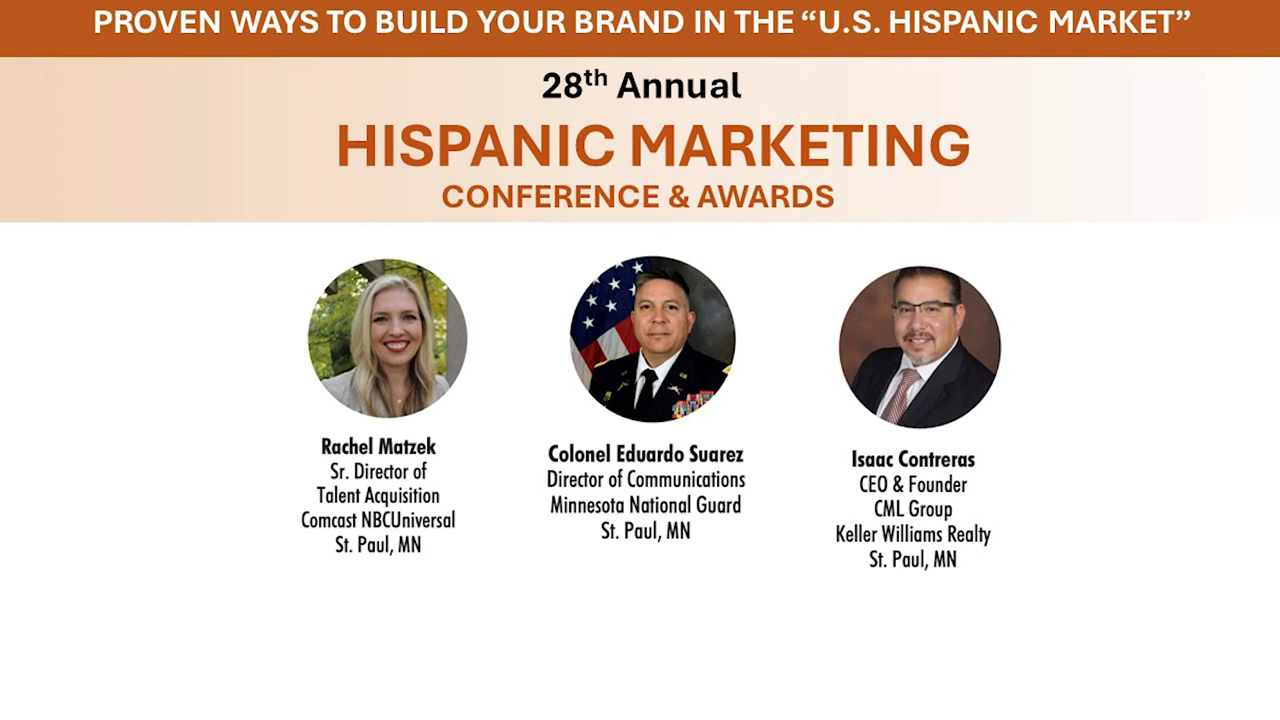 PROVEN WAYS TO BUILD YOUR BRAND IN THE “U.S. HISPANIC MARKET”
28th Annual
HISPANIC MARKETING
CONFERENCE & AWARDS
Rachel Matzek
Sr. Director of
Talent Acquisition
Comcast NBCUniversal
St. Paul, MN
Colonel Eduardo Suarez
Director of Communications
Minnesota National Guard
St. Paul, MN
Isaac Contreras
CEO & Founder
CML Group
Keller Williams Realty
St. Paul, MN